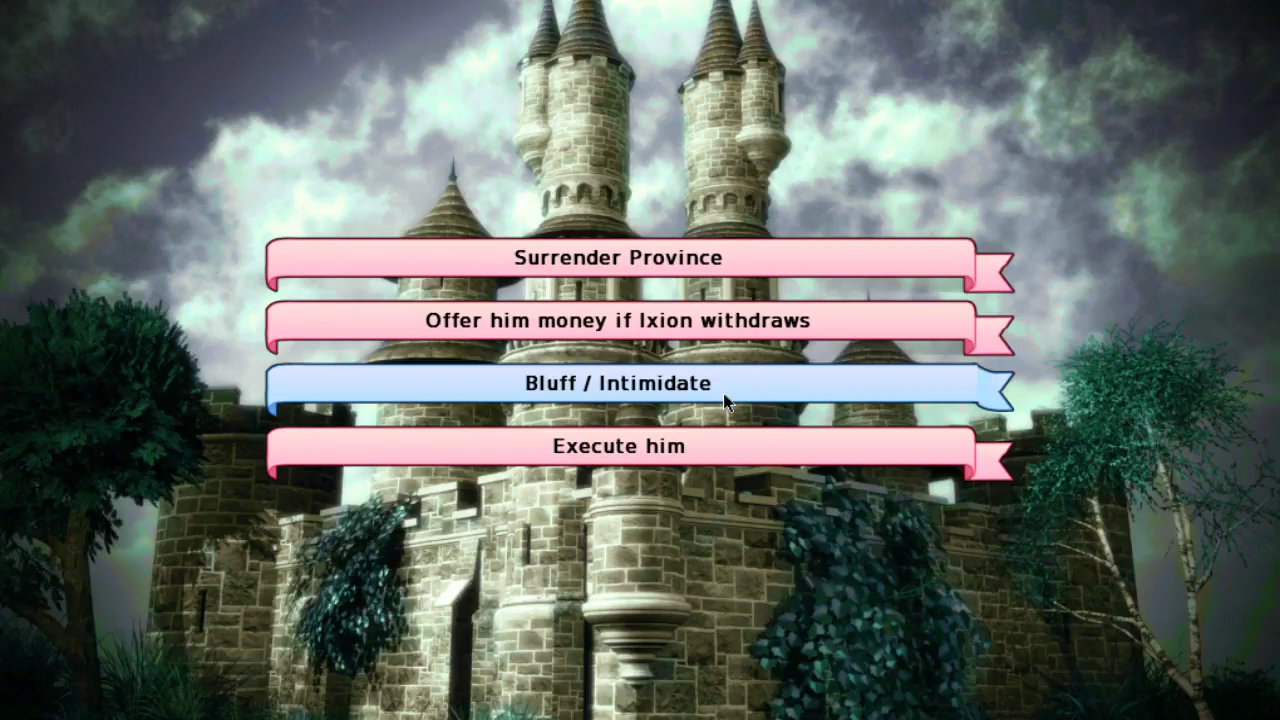 Surrender Province
Offer him money if Ixion withdraws
Bluff / Intimidate
Execute him